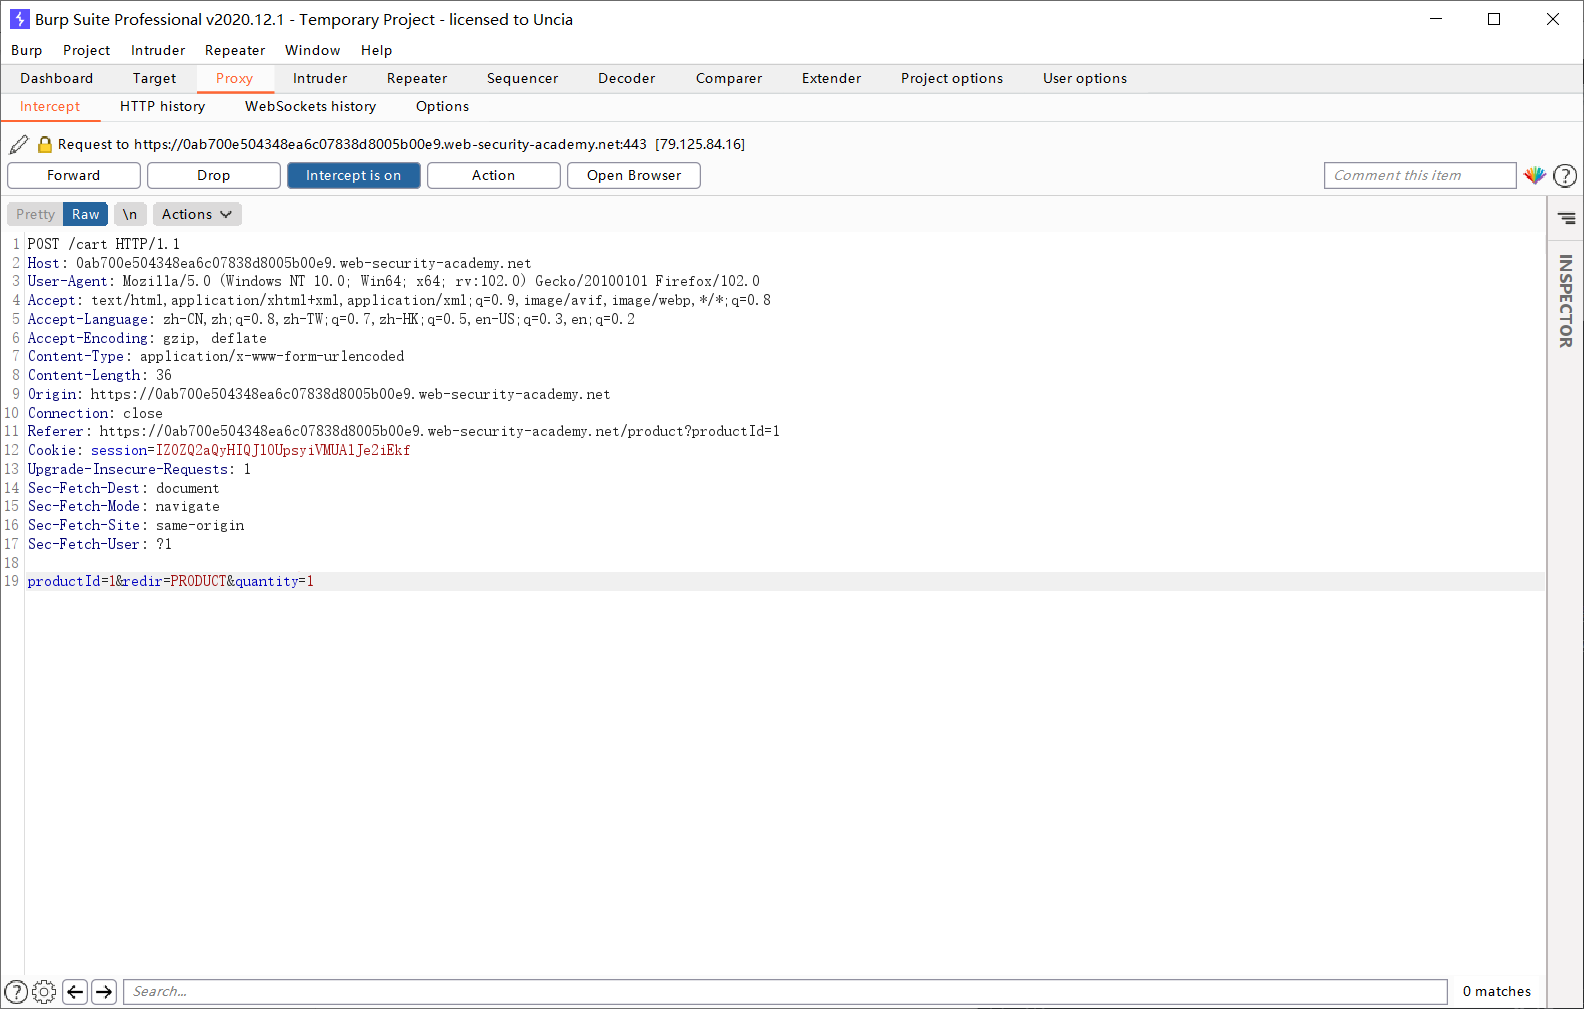 Burp Suite Professional v2020.12.1 - Temporary Project - licensed to Uncia
Burp Project Intruder Repeater Window Help
Dashboard Target Proxy Intruder Repeater Sequencer Decoder Comparer Extender Project options User options
Intercept HTTP history WebSockets history Options
Request to https://0ab700e504348ea6c07838d8005b00e9.web-security-academy.net:443 [79.125.84.16]
Forward Drop Intercept is on Action Open Browser Comment this item ?
Pretty Raw \n Actions
INSPECTOR
1 POST /cart HTTP/1.1
2 Host: 0ab700e504348ea6c07838d8005b00e9.web-security-academy.net
3 User-Agent: Mozilla/5.0 (Windows NT 10.0; Win64; x64; rv:102.0) Gecko/20100101 Firefox/102.0
4 Accept: text/html,application/xhtml+xml,application/xml;q=0.9,image/avif,image/webp,*/*;q=0.8
5 Accept-Language: zh-CN,zh;q=0.8,zh-TW;q=0.7,zh-HK;q=0.5,en-US;q=0.3,en;q=0.2
6 Accept-Encoding: gzip, deflate
7 Content-Type: application/x-www-form-urlencoded
8 Content-Length: 36
9 Origin: https://0ab700e504348ea6c07838d8005b00e9.web-security-academy.net
10 Connection: close
11 Referer: https://0ab700e504348ea6c07838d8005b00e9.web-security-academy.net/product?productId=1
12 Cookie: session=IZOZQ2aQyHIQJl0UpsyiVMUAlJe2iEkf
13 Upgrade-Insecure-Requests: 1
14 Sec-Fetch-Dest: document
15 Sec-Fetch-Mode: navigate
16 Sec-Fetch-Site: same-origin
17 Sec-Fetch-User: ?1
18
19 productId=1&redir=PRODUCT&quantity=1
? Search... 0 matches